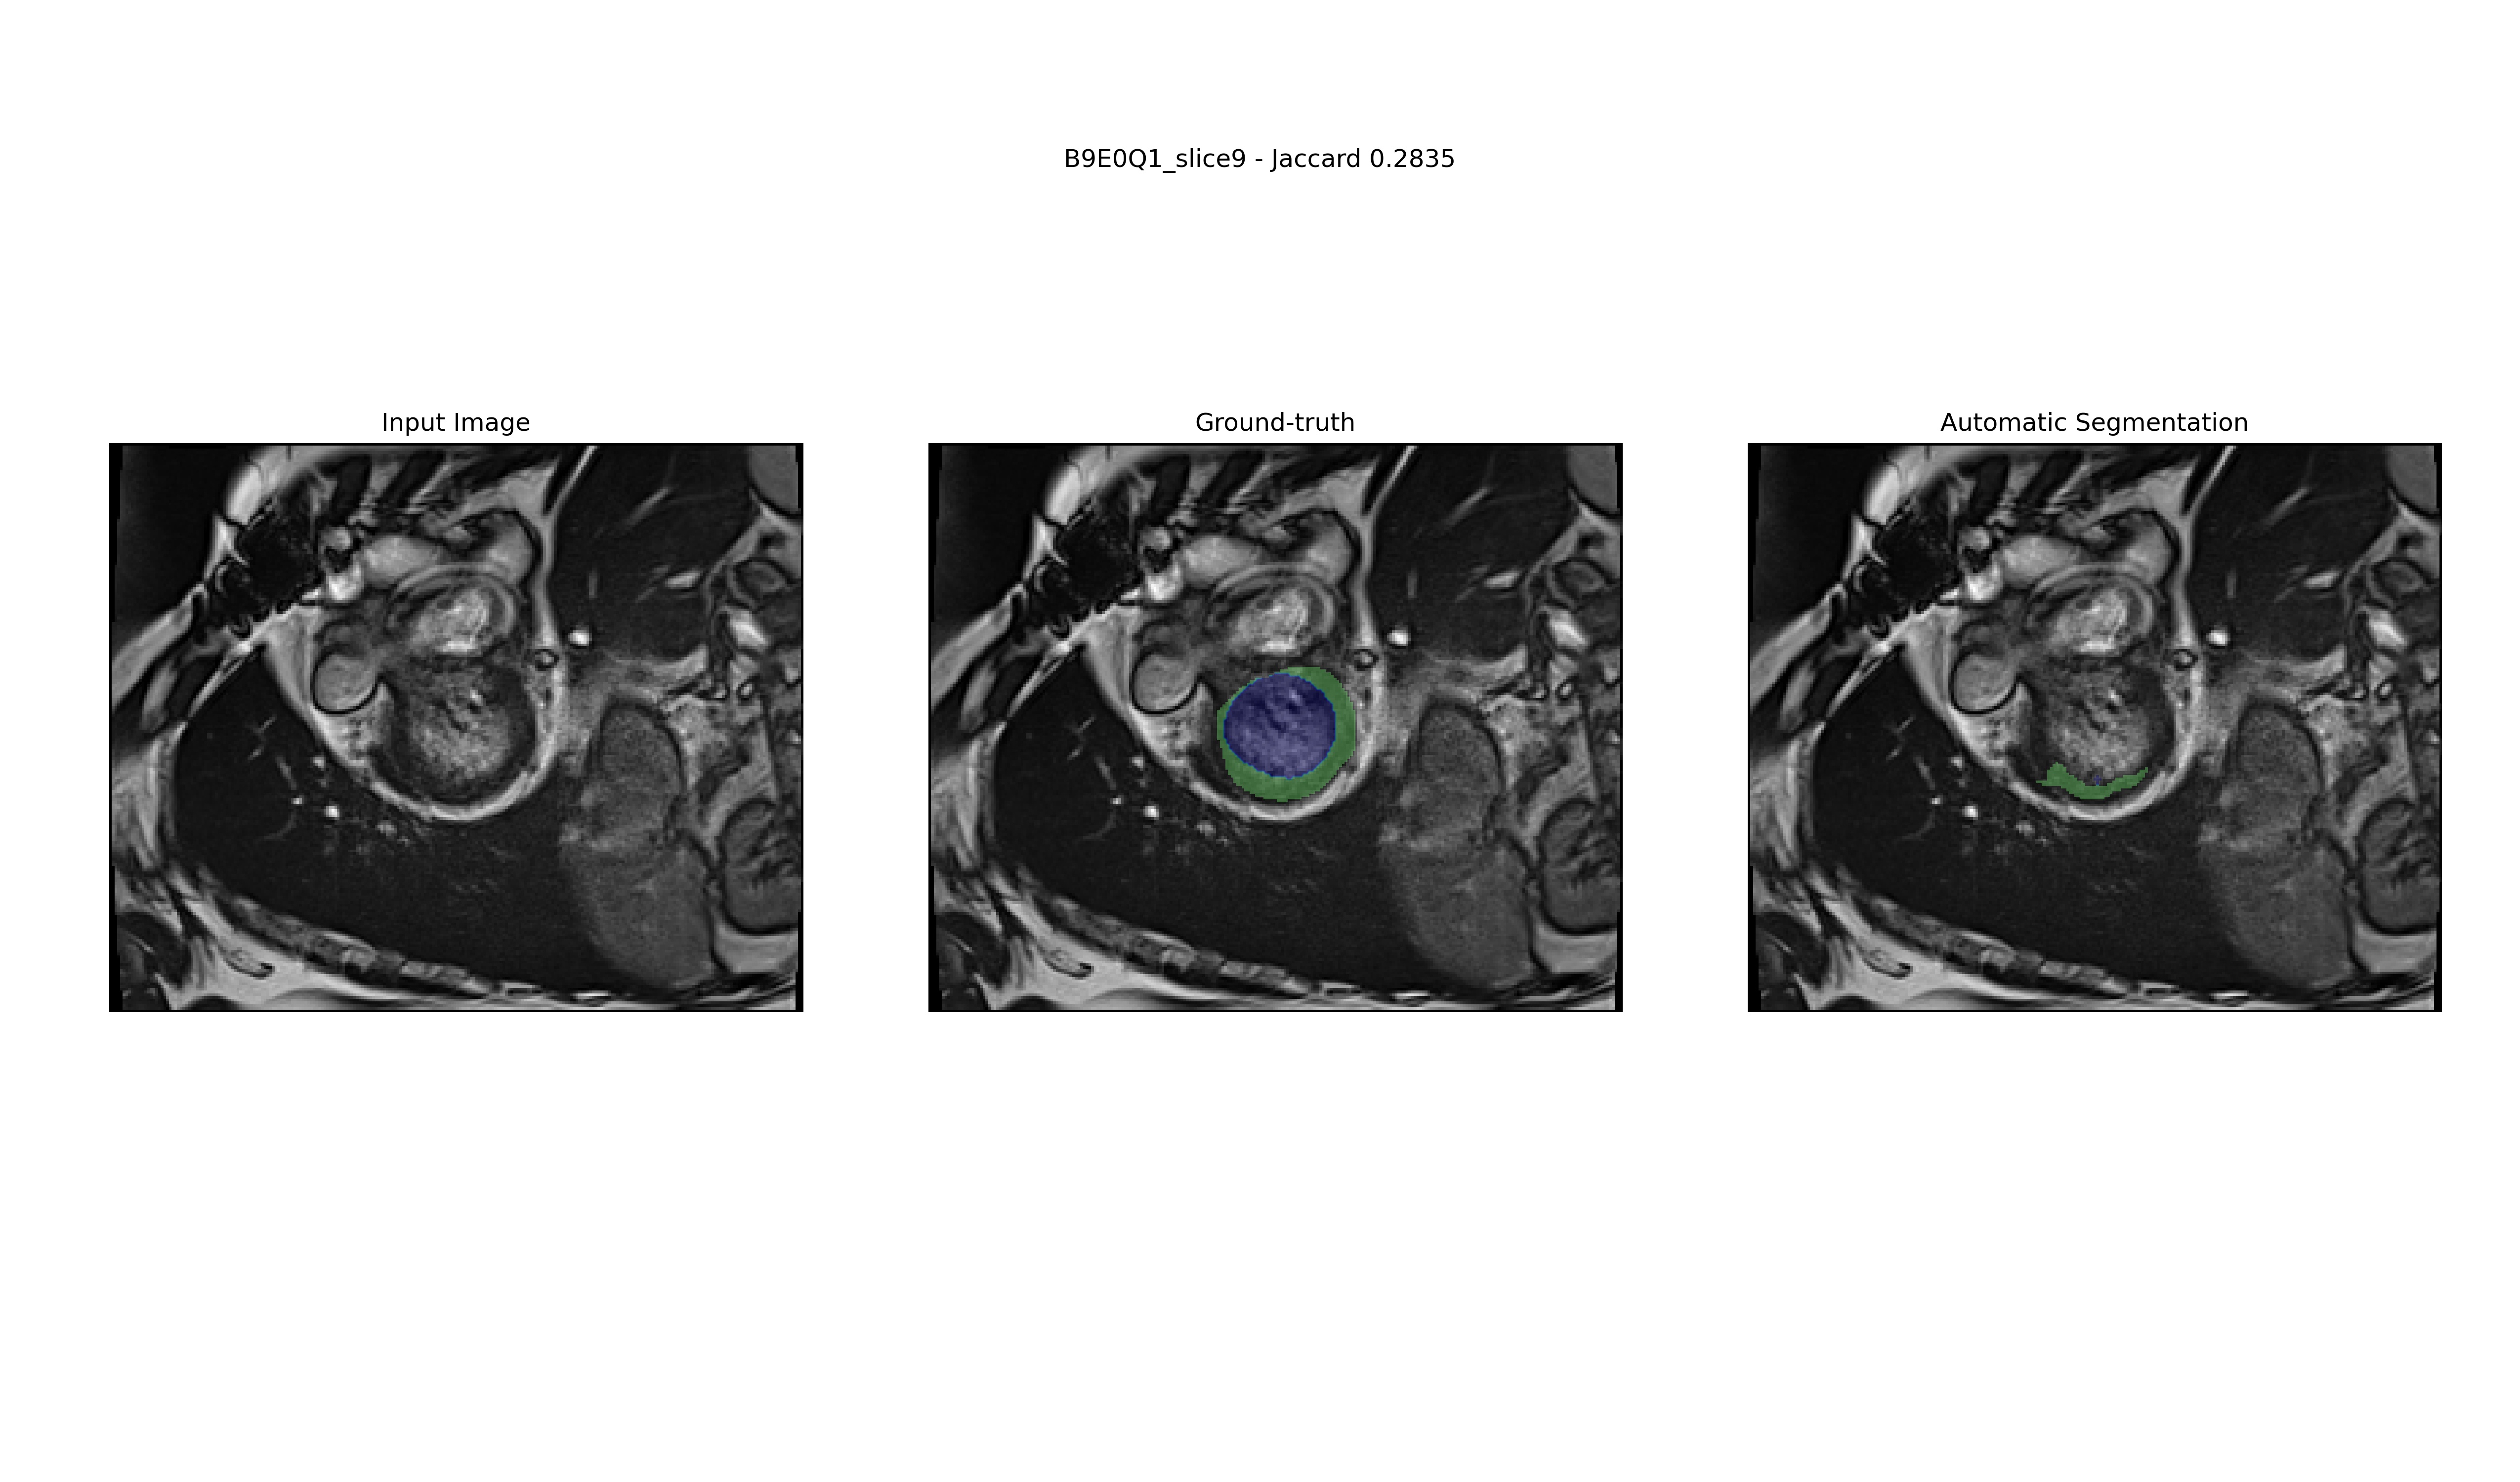 B9E0Q1_slice9 - Jaccard 0.2835
Input Image
Ground-truth
Automatic Segmentation